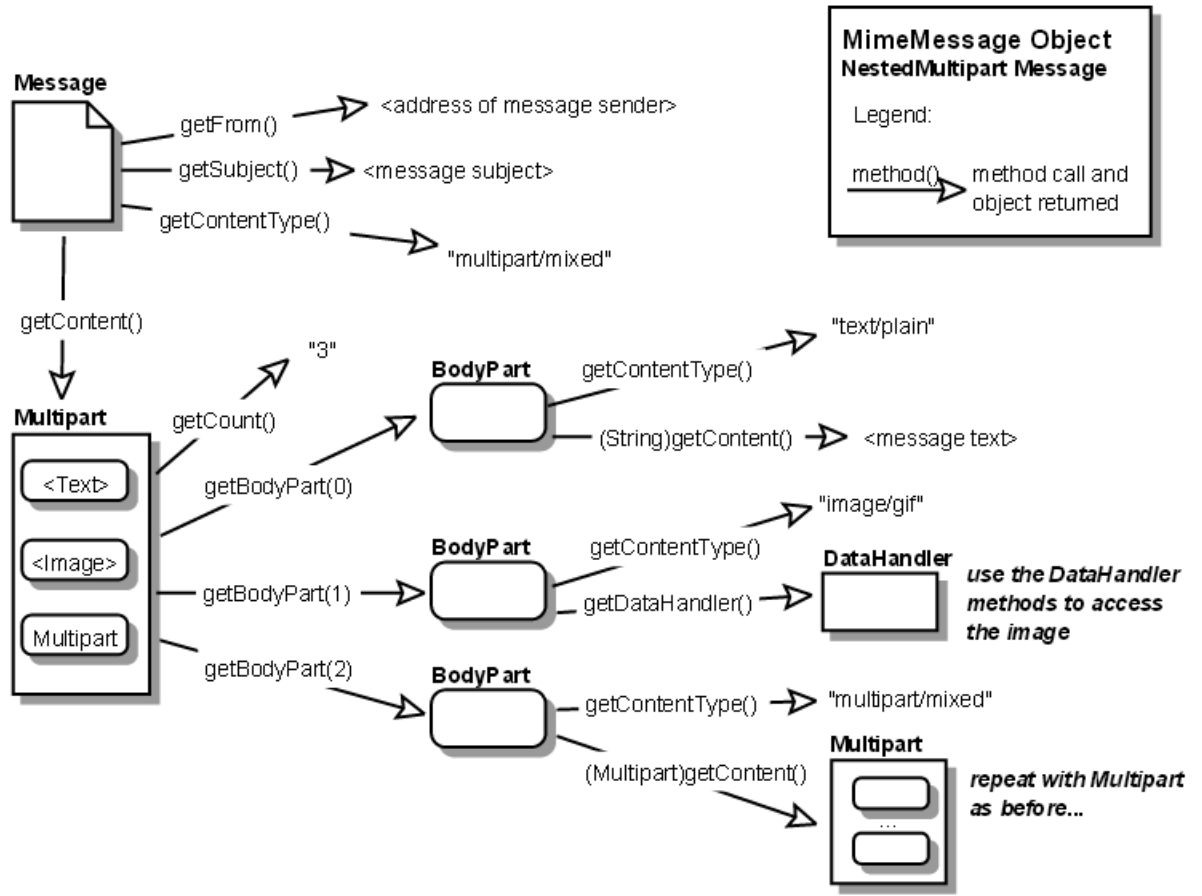 MimeMessage Object
NestedMultipart Message
Legend:
method()
method call and
object returned
Message
getFrom()
<address of message sender>
getSubject()
<message subject>
getContentType()
"multipart/mixed"
getContent()
"3"
getCount()
Multipart
<Text>
<Image>
Multipart
getBodyPart(0)
BodyPart
getContentType()
"text/plain"
(String)getContent()
<message text>
getBodyPart(1)
BodyPart
getContentType()
"image/gif"
getDataHandler()
DataHandler
use the DataHandler
methods to access
the image
getBodyPart(2)
BodyPart
getContentType()
"multipart/mixed"
(Multipart)getContent()
Multipart
...
repeat with Multipart
as before...